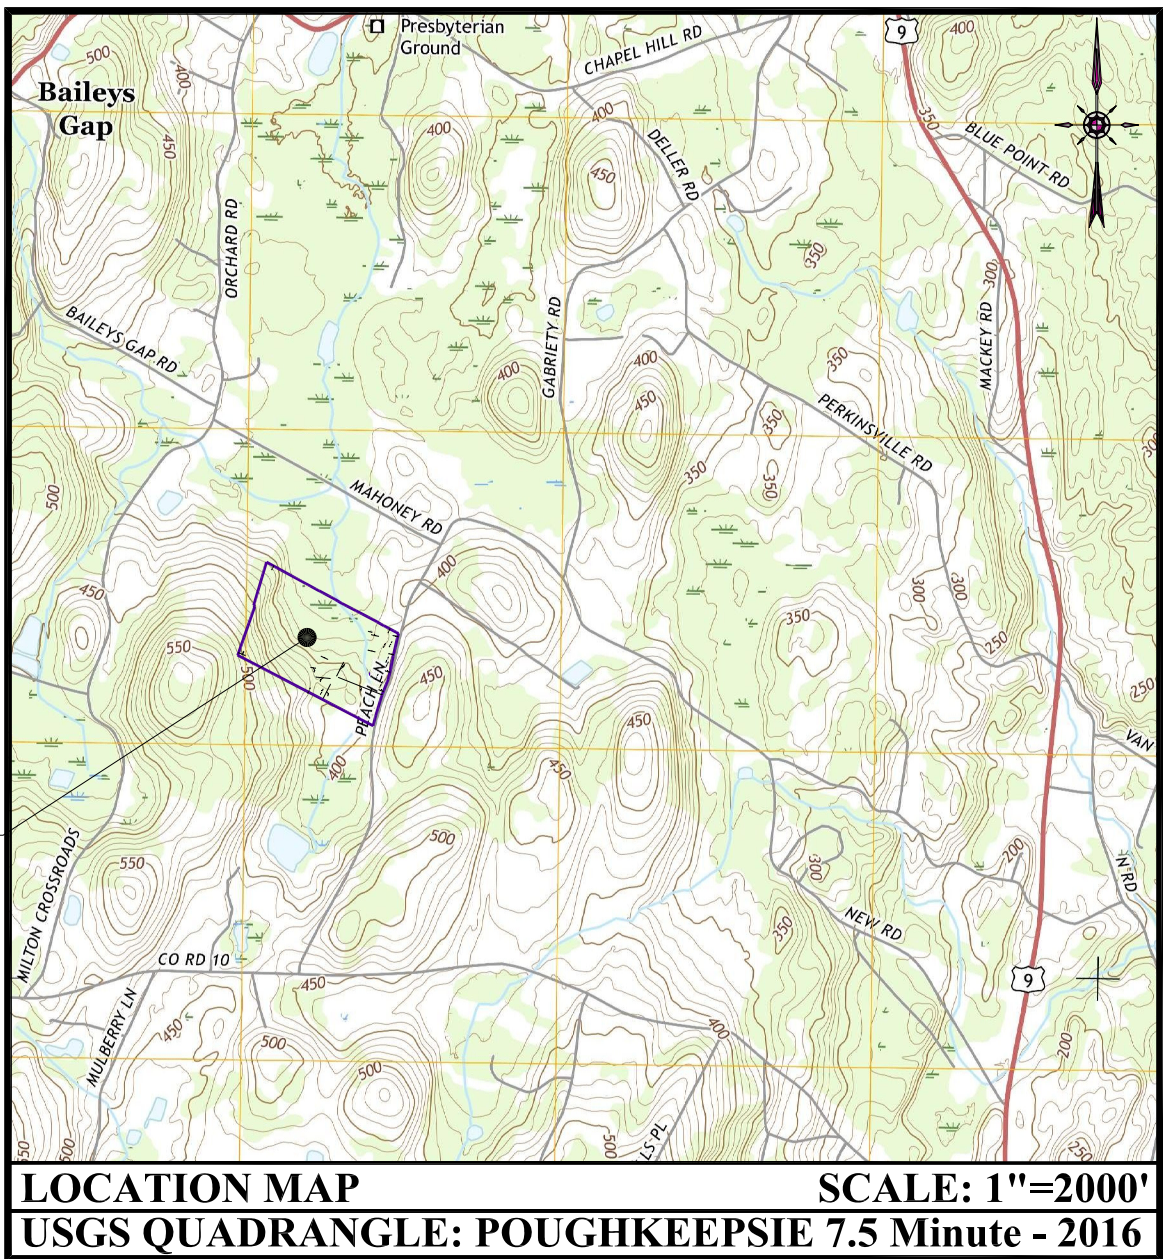 Presbyterian
Ground
9
400
500
400
CHAPEL HILL RD
Baileys
Gap
400
350
400
450
DELLER RD
BLUE POINT RD
450
ORCHARD RD
350
300
BAILEYS GAP RD
GABRIETY RD
MACKEY RD
400
400
350
450
PERKINSVILLE RD
350
300
350
350
500
MAHONEY RD
400
450
300
300
350
550
250
500
450
250
PEACH LN
450
VAN
400
450
500
200
550
300
N RD
MILTON CROSSROADS
350
NEW RD
CO RD 10
450
9
MULBERRY LN
450
500
400
200
500
LS PL
550
500
500
250
LOCATION MAP
SCALE: 1"=2000'
USGS QUADRANGLE: POUGHKEEPSIE 7.5 Minute - 2016